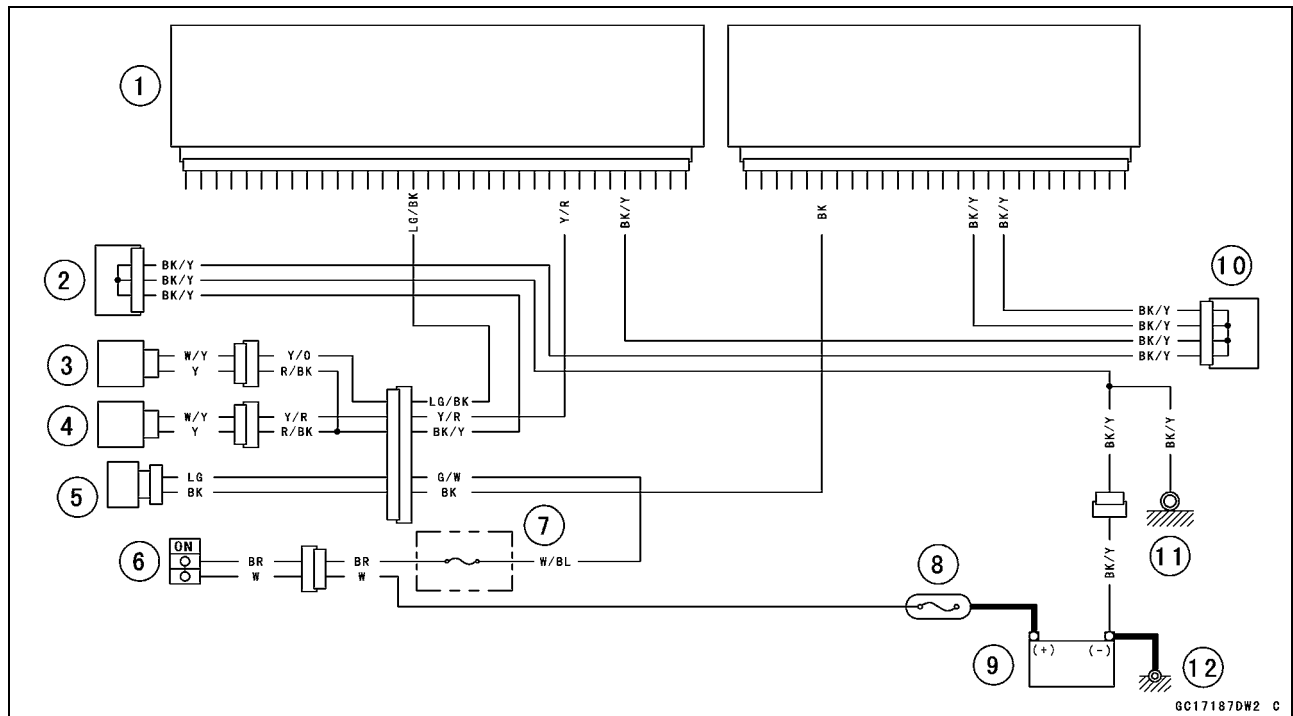 1
LG/BK
Y/R
BK/Y
BK
BK/Y
BK/Y
2
BK/Y
BK/Y
BK/Y
10
BK/Y
BK/Y
BK/Y
BK/Y
3
W/Y
Y
Y/O
R/BK
4
W/Y
Y
Y/R
R/BK
LG/BK
Y/R
BK/Y
5
LG
BK
G/W
BK
BK/Y
BK/Y
11
6
ON
BR
W
BR
W
7
W/BL
8
BK/Y
9
(+) (-)
12
GC17187DW2 C